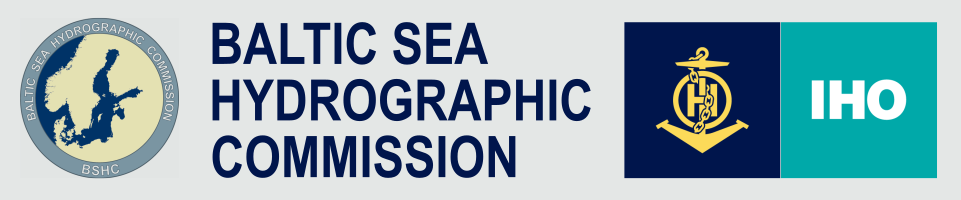 BALTIC SEA HYDROGRAPHIC COMMISSION
BSHC
BALTIC SEA
HYDROGRAPHIC
COMMISSION
H
IHO